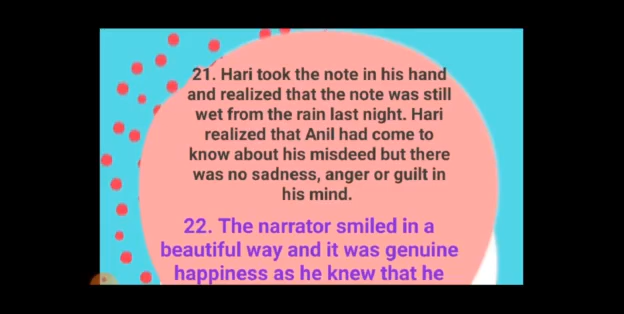 21. Hari took the note in his hand
and realized that the note was still
wet from the rain last night. Hari
realized that Anil had come to
know about his misdeed but there
was no sadness, anger or guilt in
his mind.
22. The narrator smiled in a
beautiful way and it was genuine
happiness as he knew that he